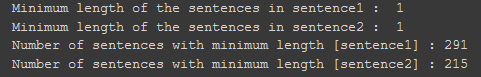 Minimum length of the sentences in sentence1 :  1
Minimum length of the sentences in sentence2 :  1
Number of sentences with minimum length [sentence1] : 291
Number of sentences with minimum length [sentence2] : 215